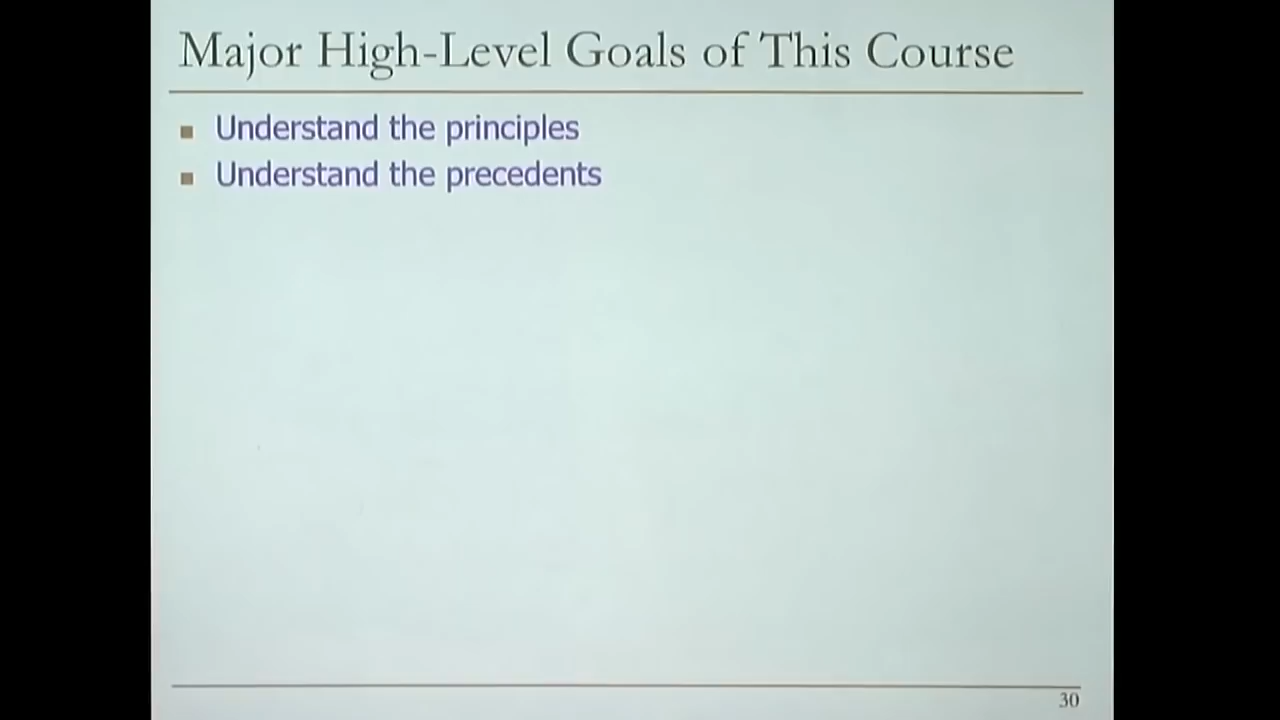 Major High-Level Goals of This Course
Understand the principles
Understand the precedents
30